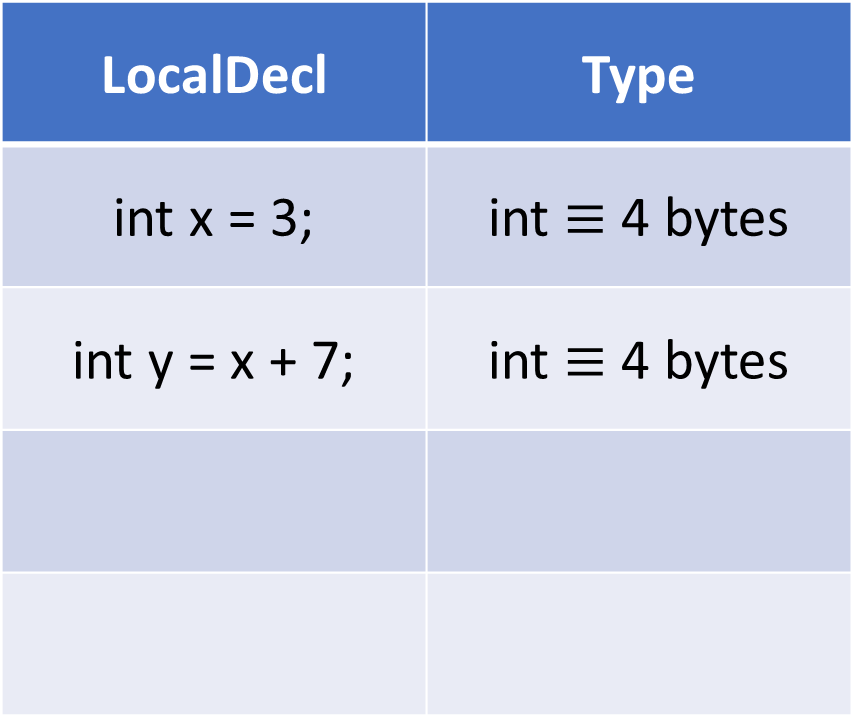 LocalDecl Type
int x = 3; int ≡ 4 bytes
int y = x + 7; int ≡ 4 bytes